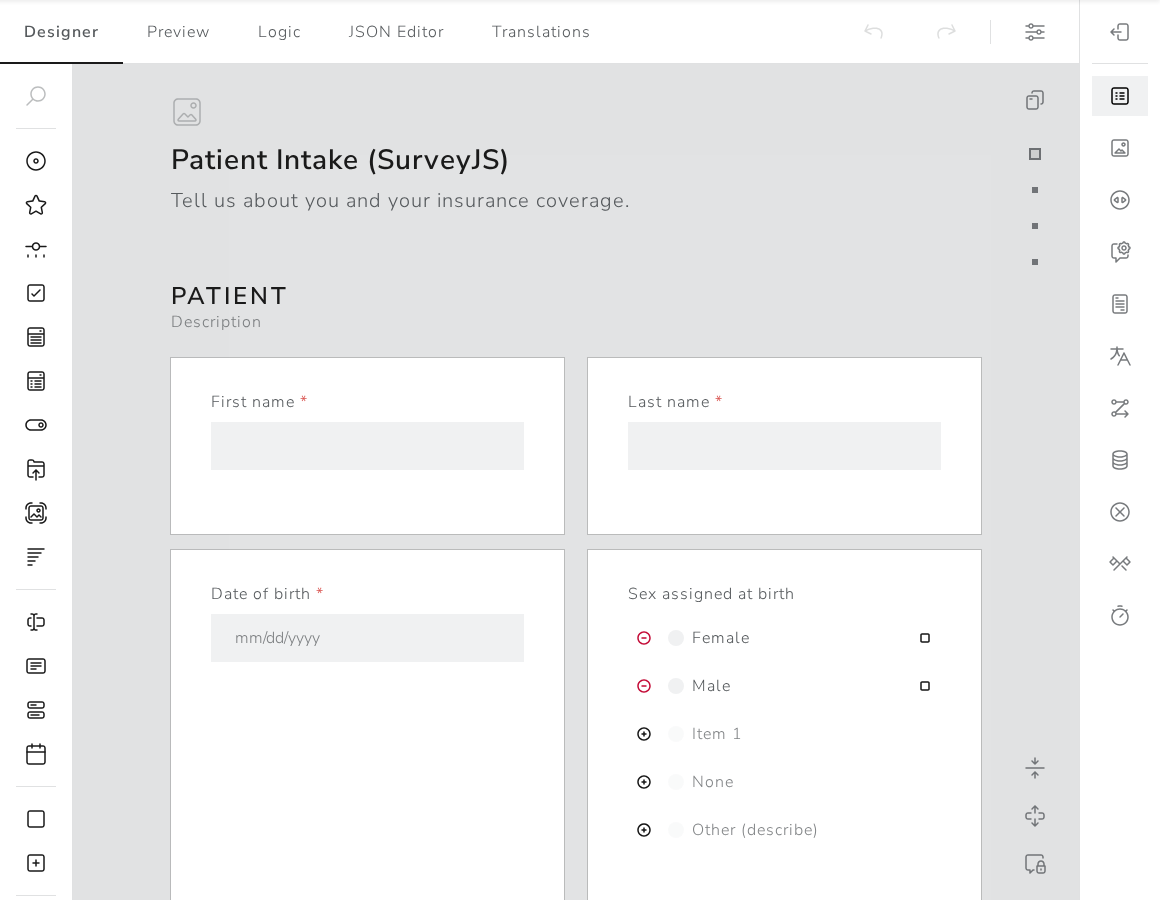 Designer
Preview
Logic
JSON Editor
Translations
Patient Intake (SurveyJS)
Tell us about you and your insurance coverage.
PATIENT
Description
First name *
Last name *
Date of birth *
mm/dd/yyyy
Sex assigned at birth
Female
Male
Item 1
None
Other (describe)